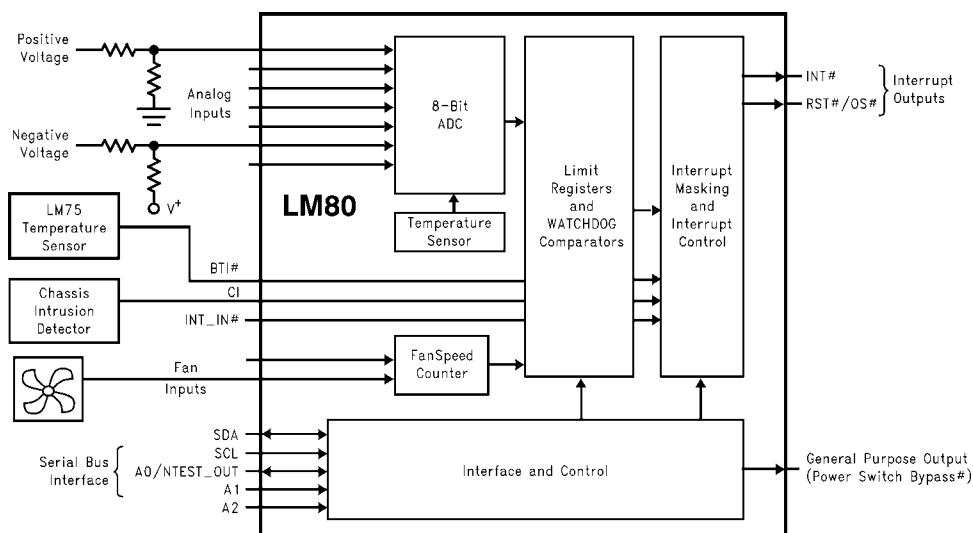 Positive
Voltage
Analog
Inputs
Negative
Voltage
V+
LM75
Temperature
Sensor
BTI#
Chassis
Intrusion
Detector
CI
INT_IN#
Fan
Inputs
Serial Bus
Interface
SDA
SCL
A0/NTEST_OUT
A1
A2
LM80
8-Bit
ADC
Temperature
Sensor
FanSpeed
Counter
Limit
Registers
and
WATCHDOG
Comparators
Interrupt
Masking
and
Interrupt
Control
Interface and Control
INT#
RST#/OS#
Interrupt
Outputs
General Purpose Output
(Power Switch Bypass#)